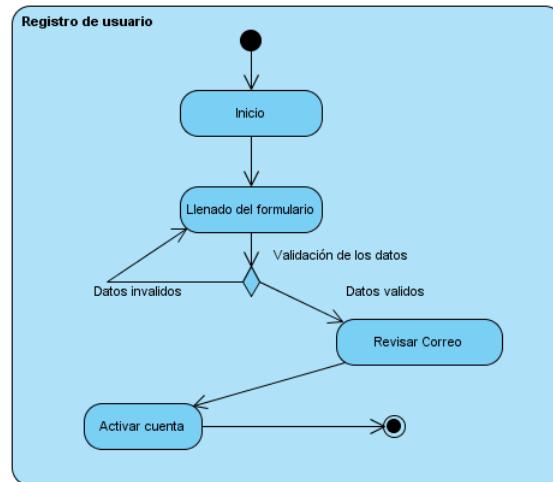 Registro de usuario
Inicio
Llenado del formulario
Validación de los datos
Datos invalidos
Datos validos
Revisar Correo
Activar cuenta